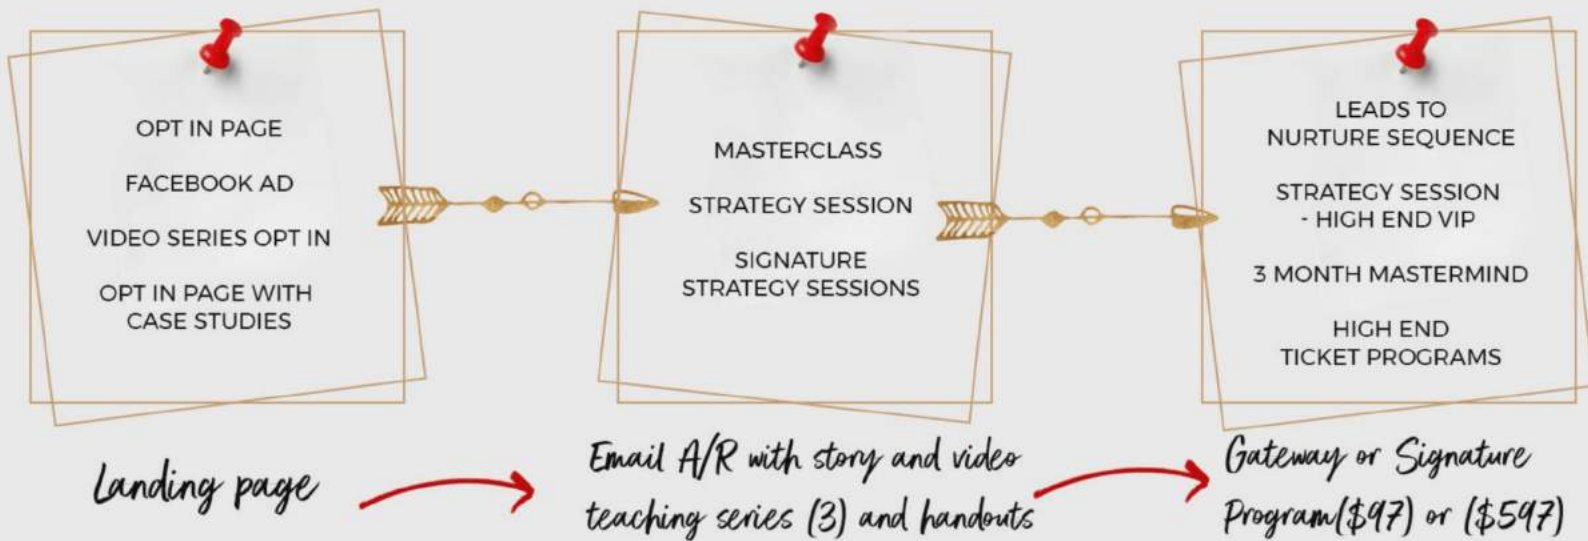 OPT IN PAGE
FACEBOOK AD
VIDEO SERIES OPT IN
OPT IN PAGE WITH
CASE STUDIES
MASTERCLASS
STRATEGY SESSION
SIGNATURE
STRATEGY SESSIONS
LEADS TO
NURTURE SEQUENCE
STRATEGY SESSION
- HIGH END VIP
3 MONTH MASTERMIND
HIGH END
TICKET PROGRAMS
Landing page
Email A/R with story and video
teaching series (3) and handouts
Gateway or Signature
Program($97) or ($597)